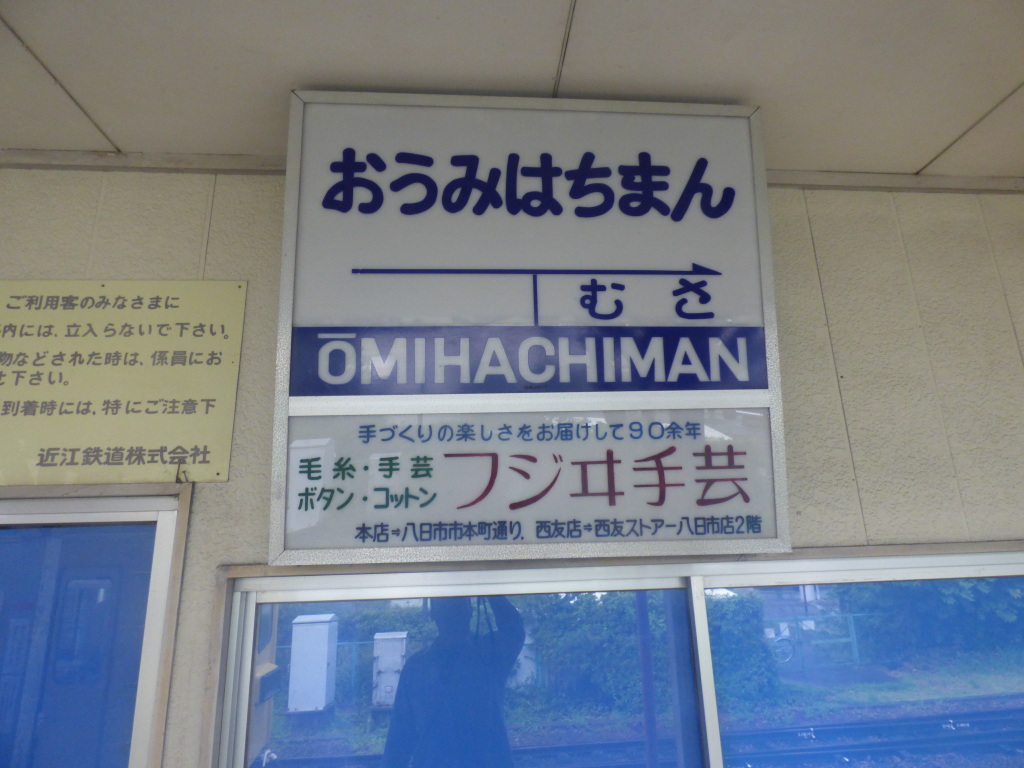 おうみはちまん
むさ
ŌMIHACHIMAN
手づくりの楽しさをお届けして90余年
毛糸・手芸
ボタン・コットン
フジヰ手芸
本店⇒八日市市本町通り、西友店⇒西友ストアー八日市店2階
ご利用客のみなさまに
内には、立入らないで下さい。
物などされた時は、係員にお
下さい。
到着時には、特にご注意下
近江鉄道株式会社